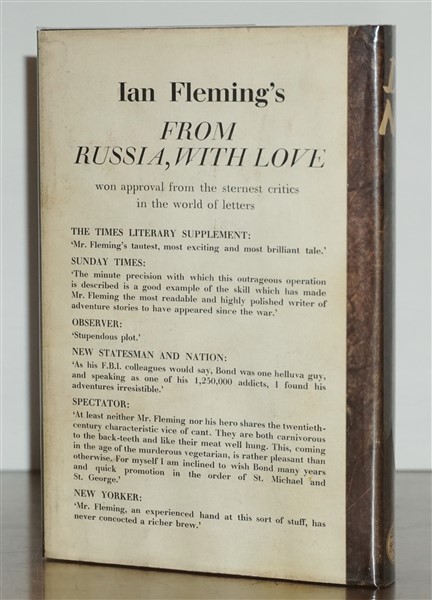 Ian Fleming's
FROM
RUSSIA, WITH LOVE
won approval from the sternest critics
in the world of letters
THE TIMES LITERARY SUPPLEMENT:
'Mr. Fleming's tautest, most exciting and most brilliant tale.'
SUNDAY TIMES:
'The minute precision with which this outrageous operation
is described is a good example of the skill which has made
Mr. Fleming the most readable and highly polished writer of
adventure stories to have appeared since the war.'
OBSERVER:
'Stupendous plot.'
NEW STATESMAN AND NATION:
'As his F.B.I. colleagues would say, Bond was one helluva guy,
and speaking as one of his 1,250,000 addicts, I found his
adventures irresistible.'
SPECTATOR:
'At least neither Mr. Fleming nor his hero shares the twentieth-
century characteristic vice of cant. They are both carnivorous
to the back-teeth and like their meat well hung. This, coming
in the age of the murderous vegetarian, is rather pleasant than
otherwise. For myself I am inclined to wish Bond many years
and quick promotion in the order of St. Michael and
St. George.'
NEW YORKER:
'Mr. Fleming, an experienced hand at this sort of stuff, has
never concocted a richer brew.'